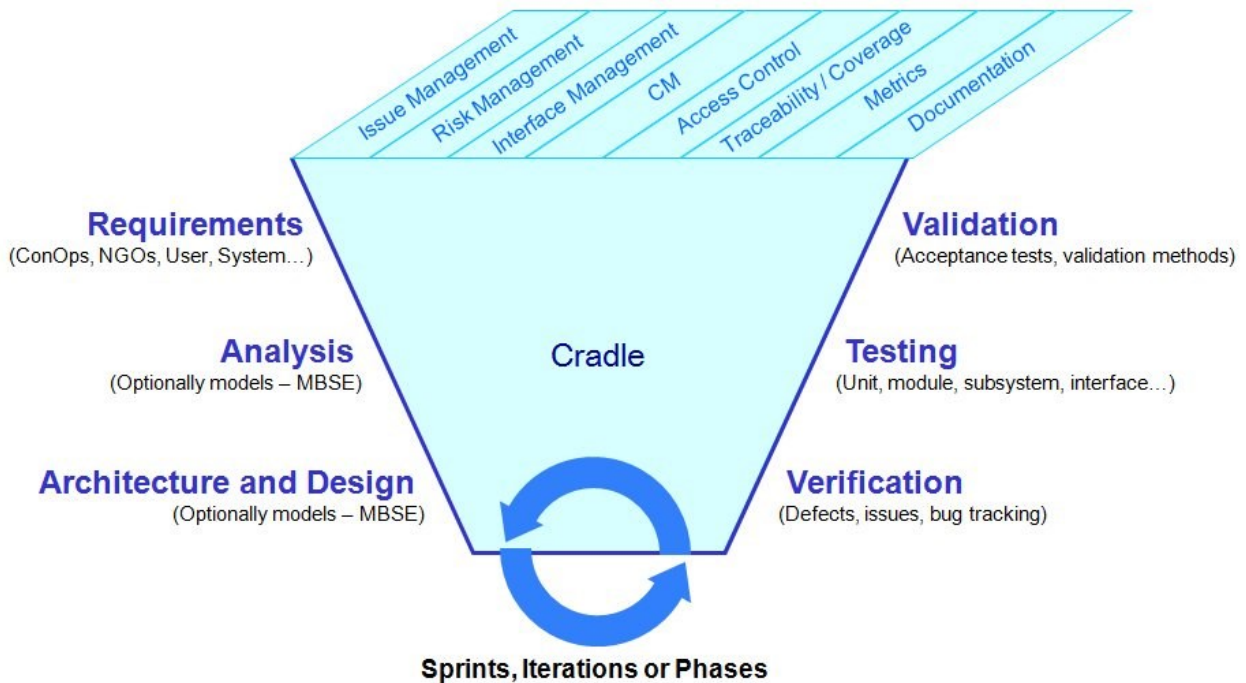 Issue Management
Risk Management
Interface Management
CM
Access Control
Traceability / Coverage
Metrics
Documentation
Requirements
(ConOps, NGOs, User, System…)
Validation
(Acceptance tests, validation methods)
Analysis
(Optionally models – MBSE)
Cradle
Testing
(Unit, module, subsystem, interface…)
Architecture and Design
(Optionally models – MBSE)
Verification
(Defects, issues, bug tracking)
Sprints, Iterations or Phases